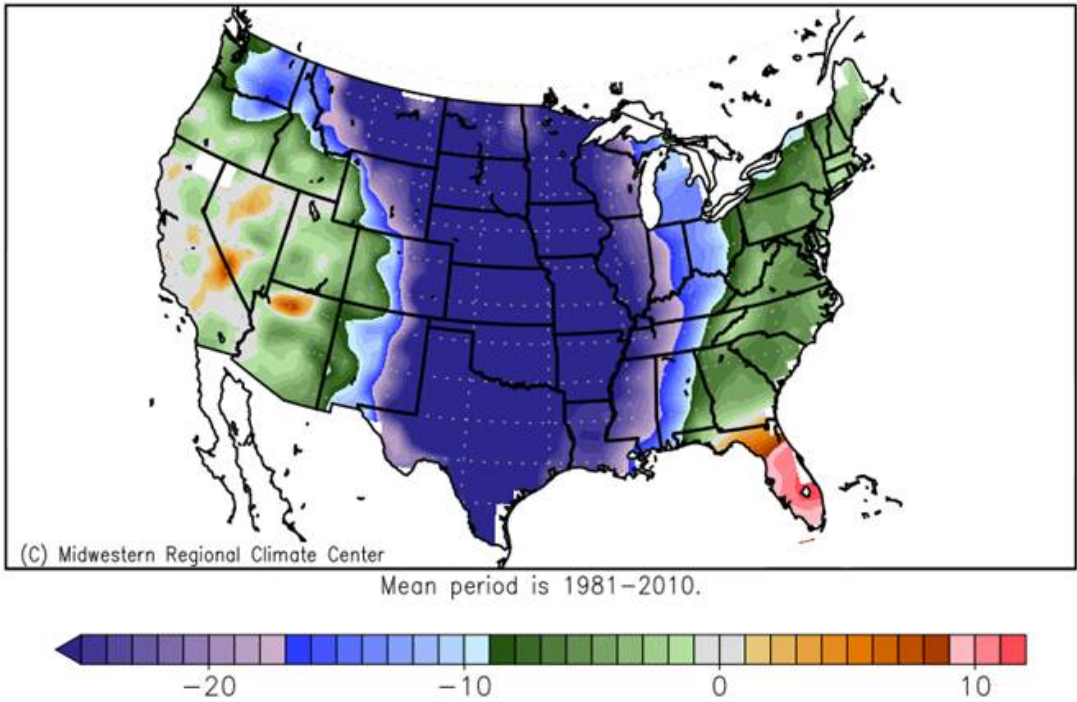 (C) Midwestern Regional Climate Center
Mean period is 1981-2010.
-20 -10 0 10